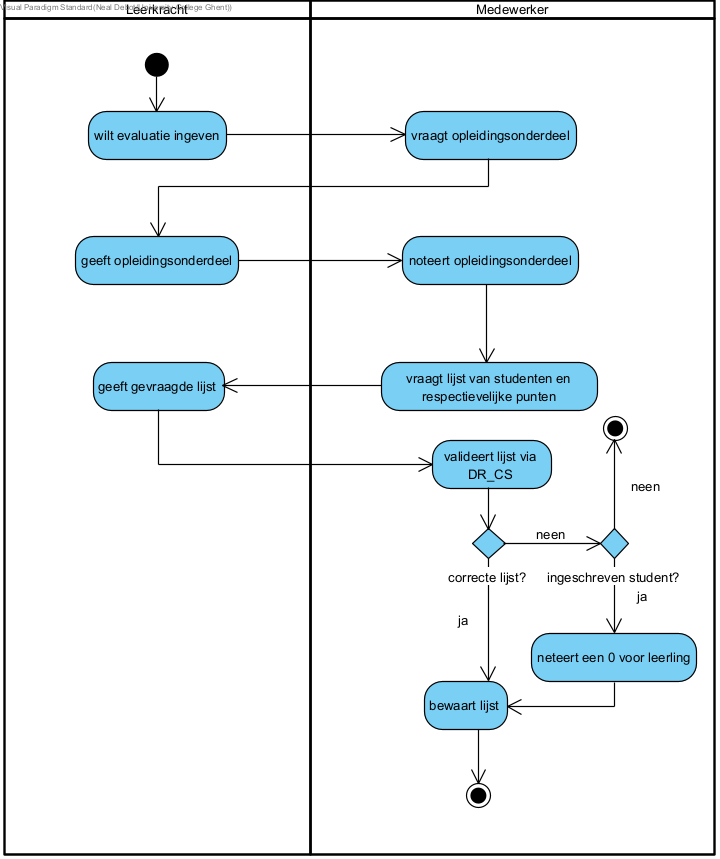 Visual Paradigm Standard(Neal
College Ghent))
Leerkracht
Medewerker
wilt evaluatie ingeven
vraagt opleidingsonderdeel
geeft opleidingsonderdeel
noteert opleidingsonderdeel
geeft gevraagde lijst
vraagt lijst van studenten en
respectievelijke punten
valideert lijst via
DR_CS
neen
neen
correcte lijst?
ingeschreven student?
ja
ja
neteert een 0 voor leerling
bewaart lijst